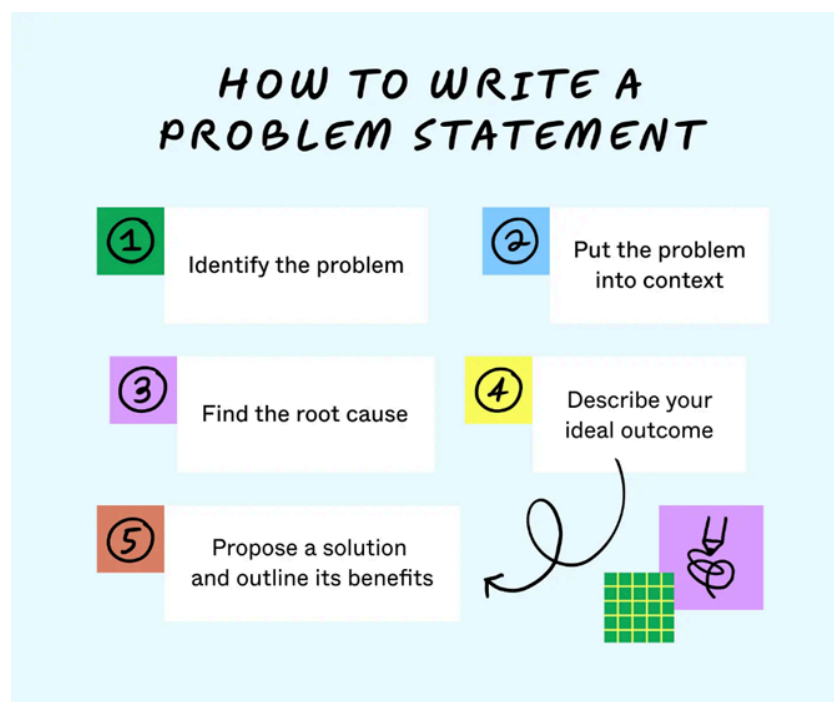 HOW TO WRITE A
PROBLEM STATEMENT
1
Identify the problem
2
Put the problem
into context
3
Find the root cause
4
Describe your
ideal outcome
5
Propose a solution
and outline its benefits